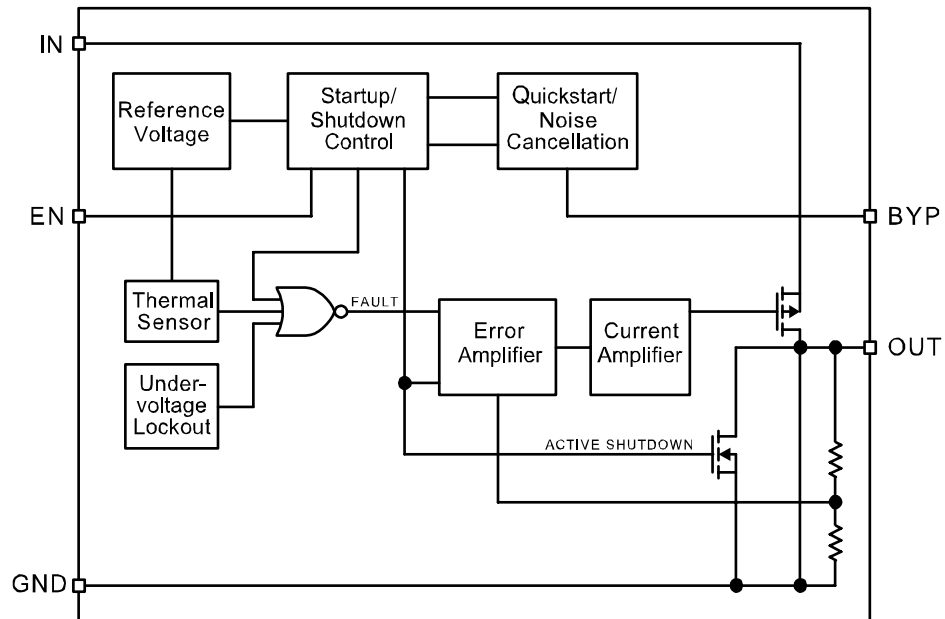 IN
Reference
Voltage
Startup/
Shutdown
Control
Quickstart/
Noise
Cancellation
EN
BYP
Thermal
Sensor
FAULT
Error
Amplifier
Current
Amplifier
OUT
Under-
voltage
Lockout
ACTIVE SHUTDOWN
GND